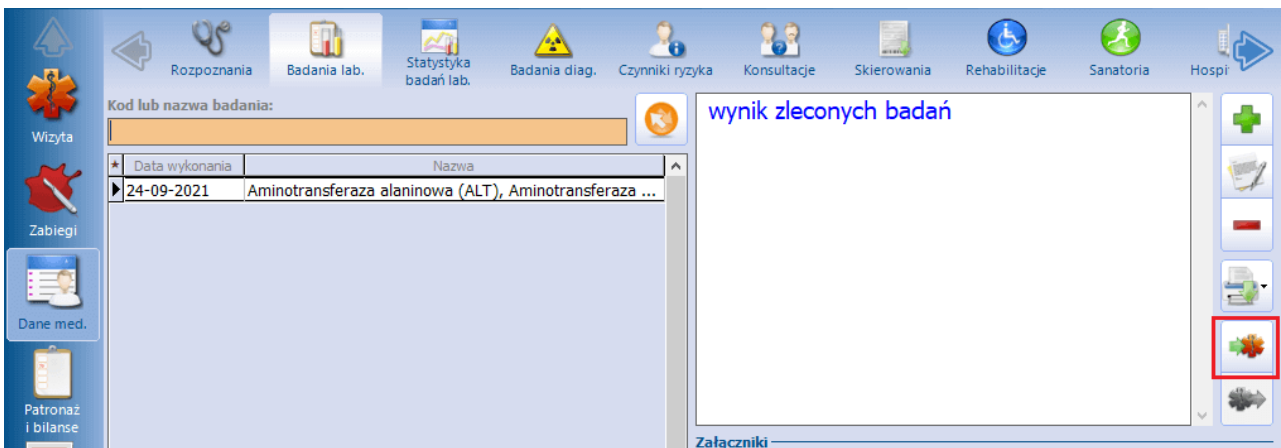 Rozpoznania
Badania lab.
Statystyka
badań lab.
Badania diag.
Czynniki ryzyka
Konsultacje
Skierowania
Rehabilitacje
Sanatoria
Hospi
Wizyta
Zabiegi
Dane med.
Patronaż
i bilanse
Kod lub nazwa badania:
* Data wykonania Nazwa
24-09-2021 Aminotransferaza alaninowa (ALT), Aminotransferaza ...
wynik zleconych badań
Załączniki